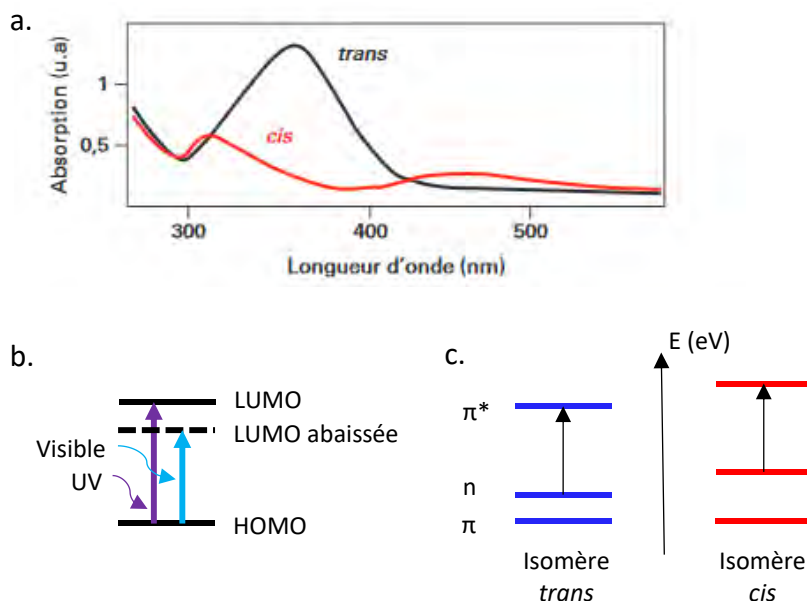 a.
Absorption (u.a)
1
0,5
trans
cis
300
400
500
Longueur d'onde (nm)
b.
LUMO
LUMO abaissée
Visible
UV
HOMO
c.
E (eV)
π*
n
π
Isomère
trans
Isomère
cis